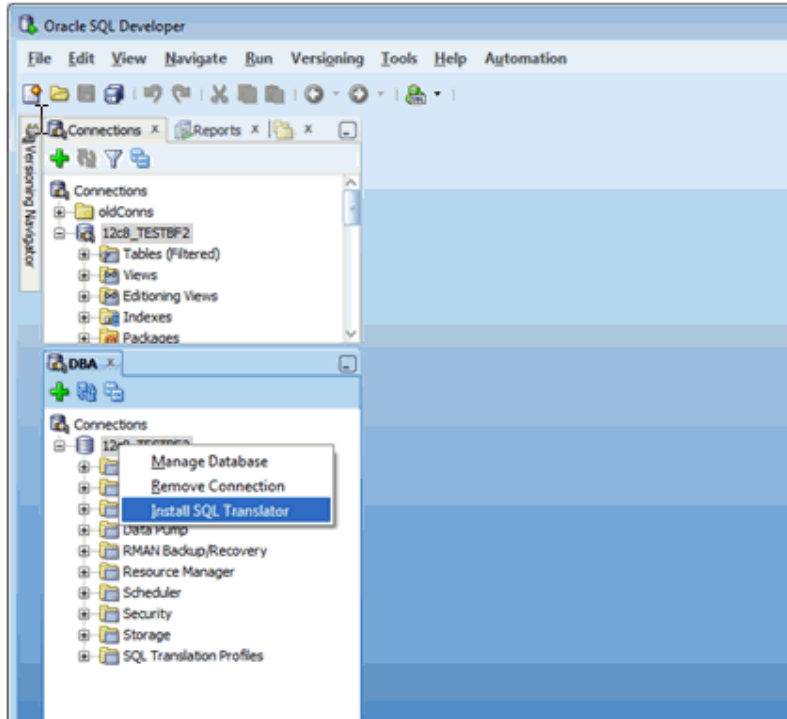 Oracle SQL Developer
File Edit View Navigate Run Versioning Tools Help Automation
Versioning Navigator
Connections x Reports x x
Connections
oldConns
12c8_TESTBF2
Tables (Filtered)
Views
Editioning Views
Indexes
Packages
DBA x
Connections
Manage Database
Remove Connection
Install SQL Translator
Data Pump
RMAN Backup/Recovery
Resource Manager
Scheduler
Security
Storage
SQL Translation Profiles